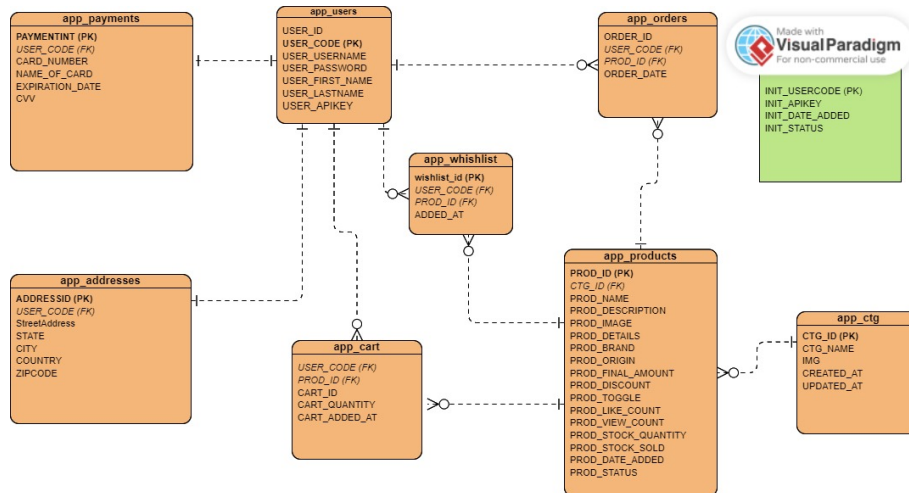 app_payments
PAYMENTINT (PK)
USER_CODE (FK)
CARD_NUMBER
NAME_OF_CARD
EXPIRATION_DATE
CVV
app_users
USER_ID
USER_CODE (PK)
USER_USERNAME
USER_PASSWORD
USER_FIRST_NAME
USER_LASTNAME
USER_APIKEY
app_orders
ORDER_ID
USER_CODE (FK)
PROD_ID (FK)
ORDER_DATE
Made with
VisualParadigm
For non-commercial use
INIT_USERCODE (PK)
INIT_APIKEY
INIT_DATE_ADDED
INIT_STATUS
app_whishlist
wishlist_id (PK)
USER_CODE (FK)
PROD_ID (FK)
ADDED_AT
app_addresses
ADDRESSID (PK)
USER_CODE (FK)
StreetAddress
STATE
CITY
COUNTRY
ZIPCODE
app_cart
USER_CODE (FK)
PROD_ID (FK)
CART_ID
CART_QUANTITY
CART_ADDED_AT
app_products
PROD_ID (PK)
CTG_ID (FK)
PROD_NAME
PROD_DESCRIPTION
PROD_IMAGE
PROD_DETAILS
PROD_BRAND
PROD_ORIGIN
PROD_FINAL_AMOUNT
PROD_DISCOUNT
PROD_TOGGLE
PROD_LIKE_COUNT
PROD_VIEW_COUNT
PROD_STOCK_QUANTITY
PROD_STOCK_SOLD
PROD_DATE_ADDED
PROD_STATUS
app_ctg
CTG_ID (PK)
CTG_NAME
IMG
CREATED_AT
UPDATED_AT